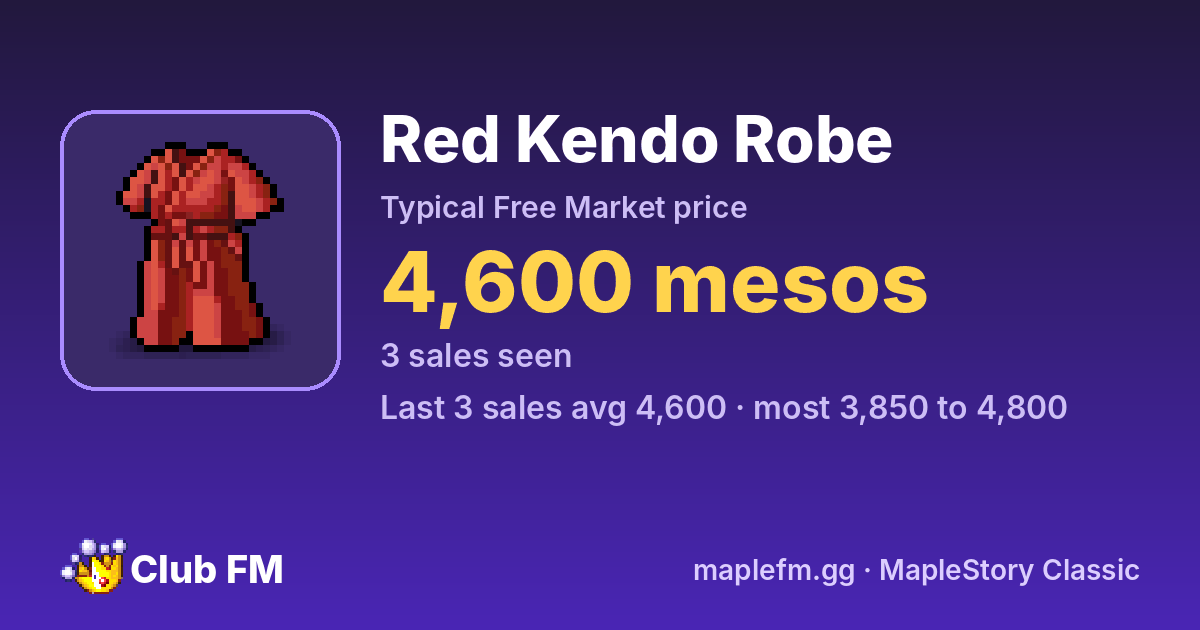 Red Kendo Robe
Typical Free Market price
4,600 mesos
3 sales seen
Last 3 sales avg 4,600 · most 3,850 to 4,800
Club FM
maplefm.gg · MapleStory Classic